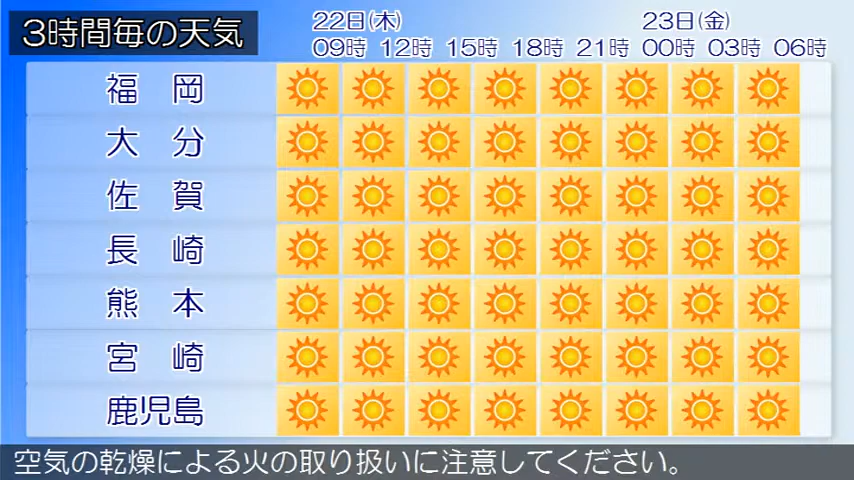 3時間毎の天気
22日(木) 23日(金)
09時 12時 15時 18時 21時 00時 03時 06時
福岡
大分
佐賀
長崎
熊本
宮崎
鹿児島
空気の乾燥による火の取り扱いに注意してください。